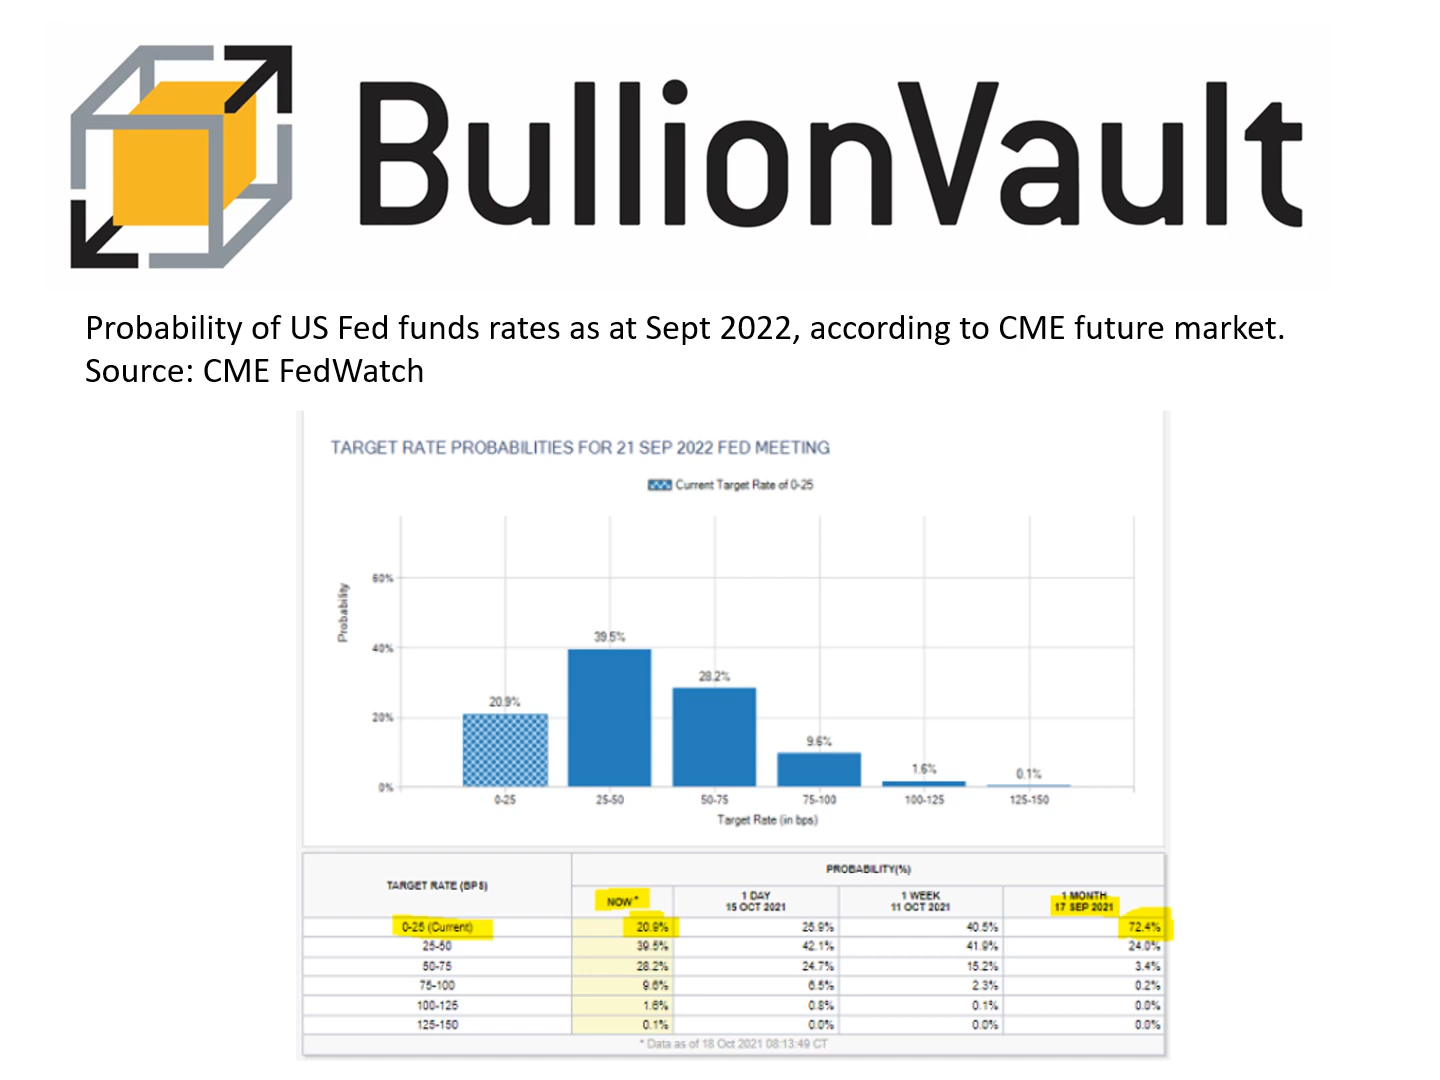 BullionVault
Probability of US Fed funds rates as at Sept 2022, according to CME future market.
Source: CME FedWatch
TARGET RATE PROBABILITIES FOR 21 SEP 2022 FED MEETING
Current Target Rate of 0-25
Probability
60%
40%
20%
0%
20.9%
39.5%
28.2%
9.6%
1.6%
0.1%
0-25 25-50 50-75 75-100 100-125 125-150
Target Rate (in bps)
TARGET RATE (BPS) PROBABILITY(%)
NOW * 1 DAY 1 WEEK 1 MONTH
15 OCT 2021 11 OCT 2021 17 SEP 2021
0-25 (Current) 20.9% 25.9% 40.5% 72.4%
25-50 39.5% 42.1% 41.9% 24.0%
50-75 28.2% 24.7% 15.2% 3.4%
75-100 9.6% 6.5% 2.3% 0.2%
100-125 1.6% 0.8% 0.1% 0.0%
125-150 0.1% 0.0% 0.0% 0.0%
* Data as of 18 Oct 2021 08:13:49 CT